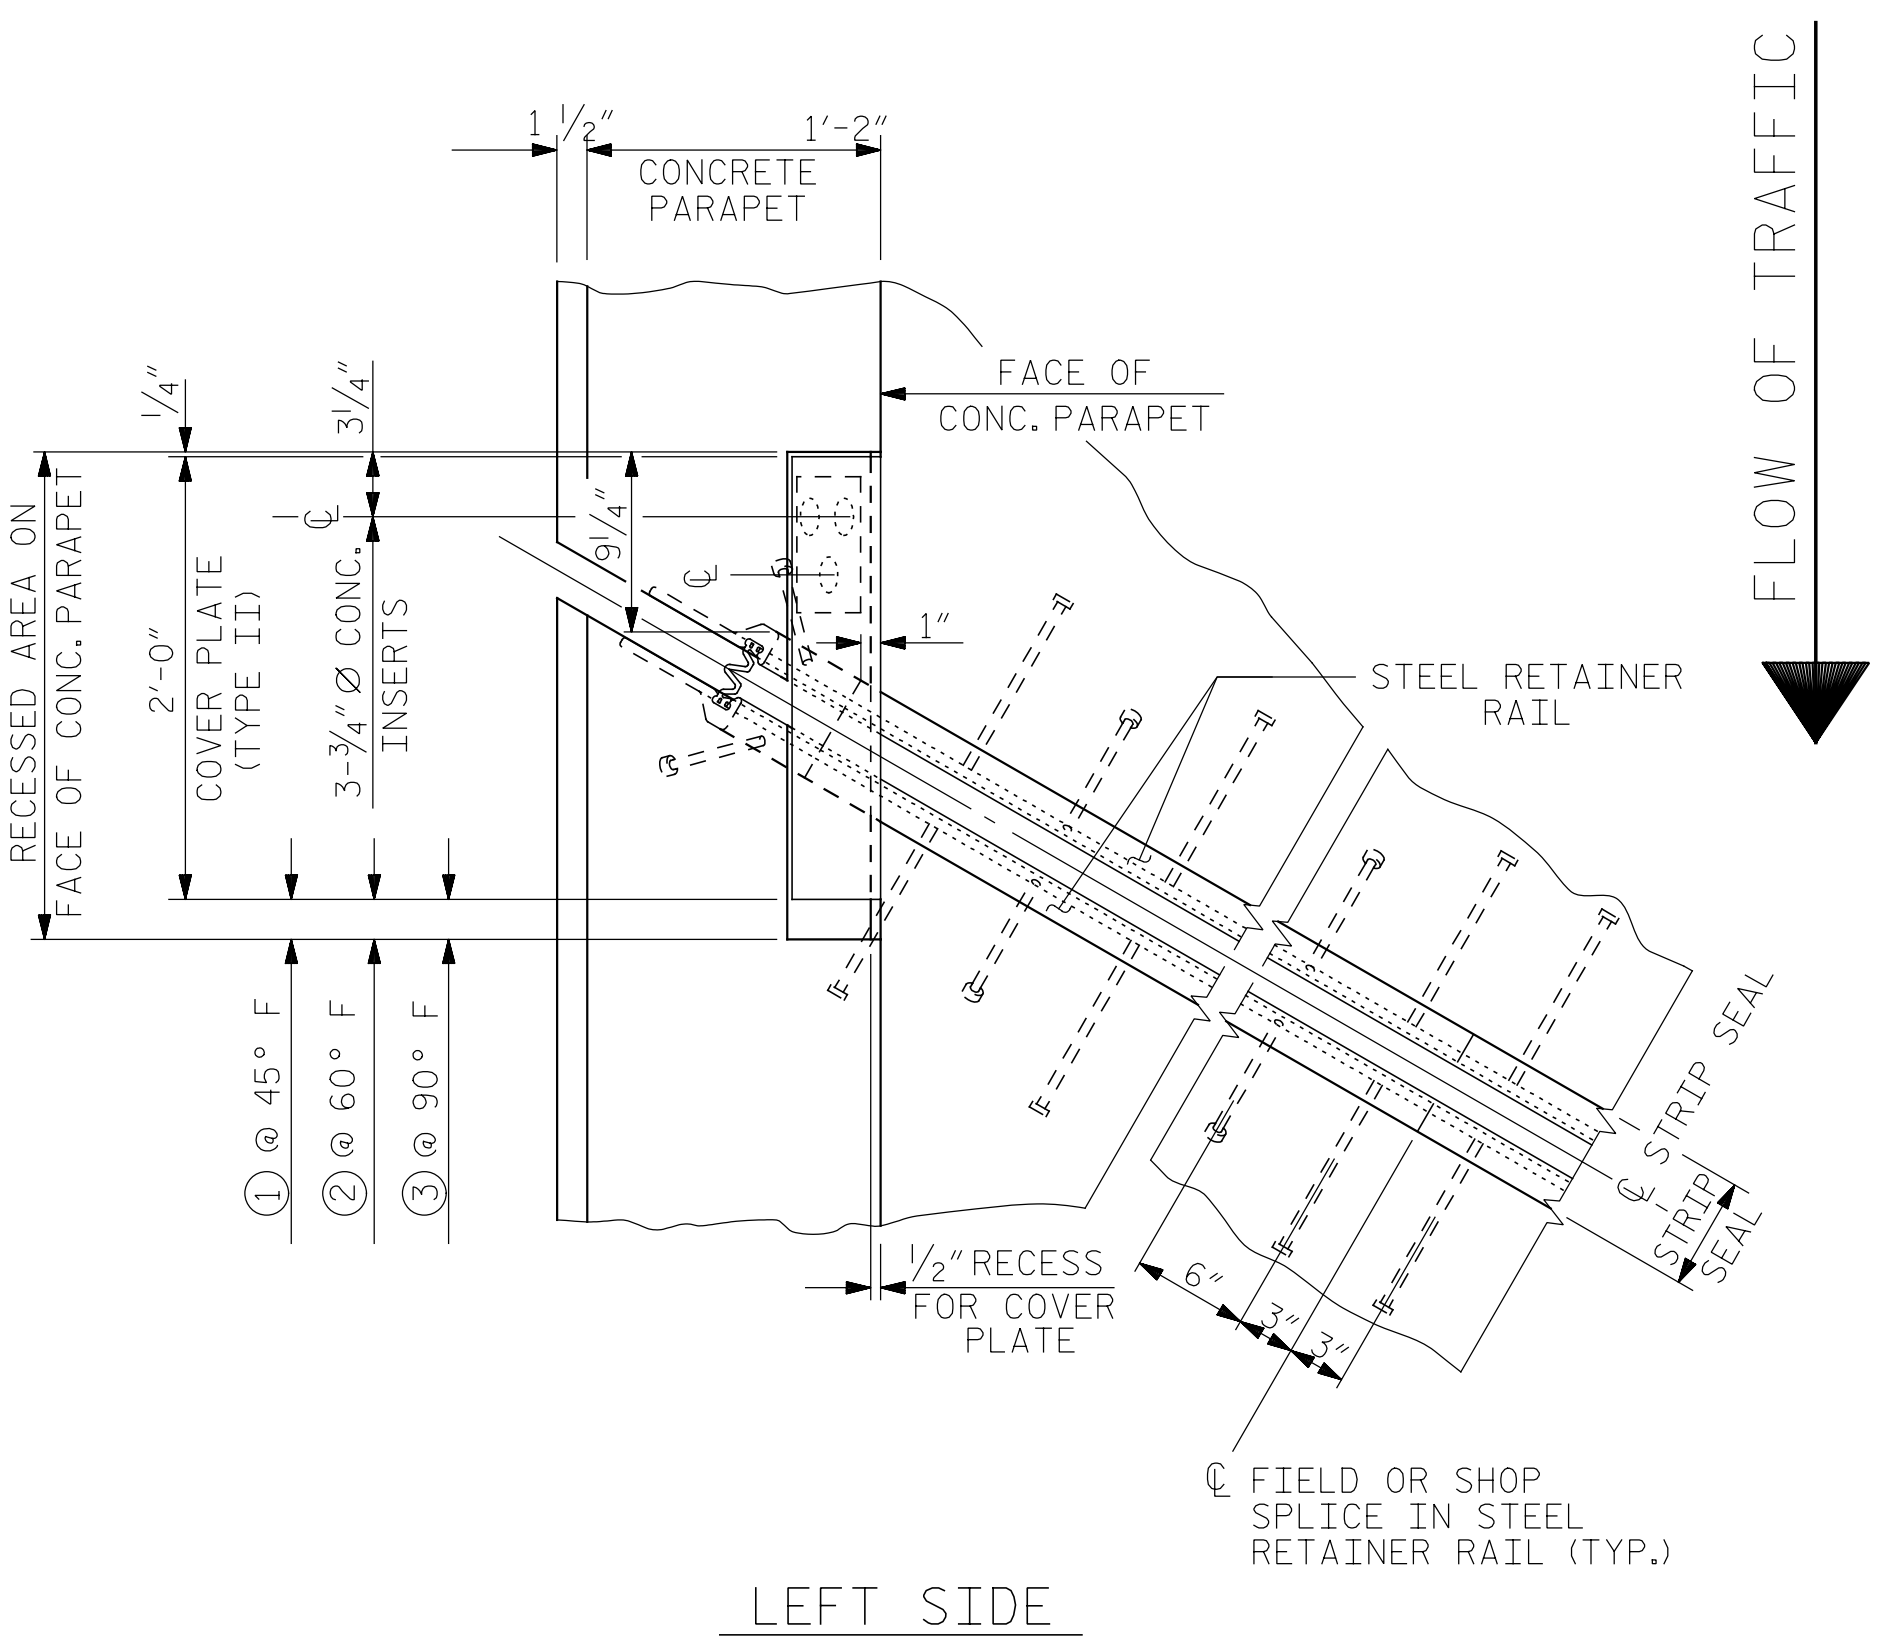 1 1/2"
1'-2"
CONCRETE
PARAPET
FLOW OF TRAFFIC
FACE OF
CONC. PARAPET
1/4"
3 1/4"
9 1/4"
℄
℄
1"
RECESSED AREA ON
FACE OF CONC. PARAPET
2'-0"
COVER PLATE
(TYPE II)
3-3/4" Ø CONC.
INSERTS
STEEL RETAINER
RAIL
① @ 45° F
② @ 60° F
③ @ 90° F
℄ STRIP SEAL
STRIP
SEAL
1/2" RECESS
FOR COVER
PLATE
6"
3"
3"
℄ FIELD OR SHOP
SPLICE IN STEEL
RETAINER RAIL (TYP.)
LEFT SIDE